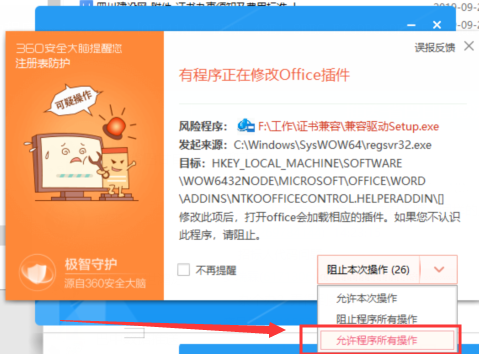 2019-09-2
360安全大脑提醒您
注册表防护
误报反馈
可疑操作
有程序正在修改Office插件
风险程序：
F:\工作\证书兼容\兼容驱动Setup.exe
发起来源：C:\Windows\SysWOW64\regsvr32.exe
目标：HKEY_LOCAL_MACHINE\SOFTWARE
\WOW6432NODE\MICROSOFT\OFFICE\WORD
\ADDINS\NTKOOFFICECONTROL.HELPERADDIN\[]
修改此项后，打开office会加载相应的插件。如果您不认识
此程序，请阻止。
极智守护
源自360安全大脑
不再提醒
阻止本次操作 (26)
允许本次操作
阻止程序所有操作
允许程序所有操作